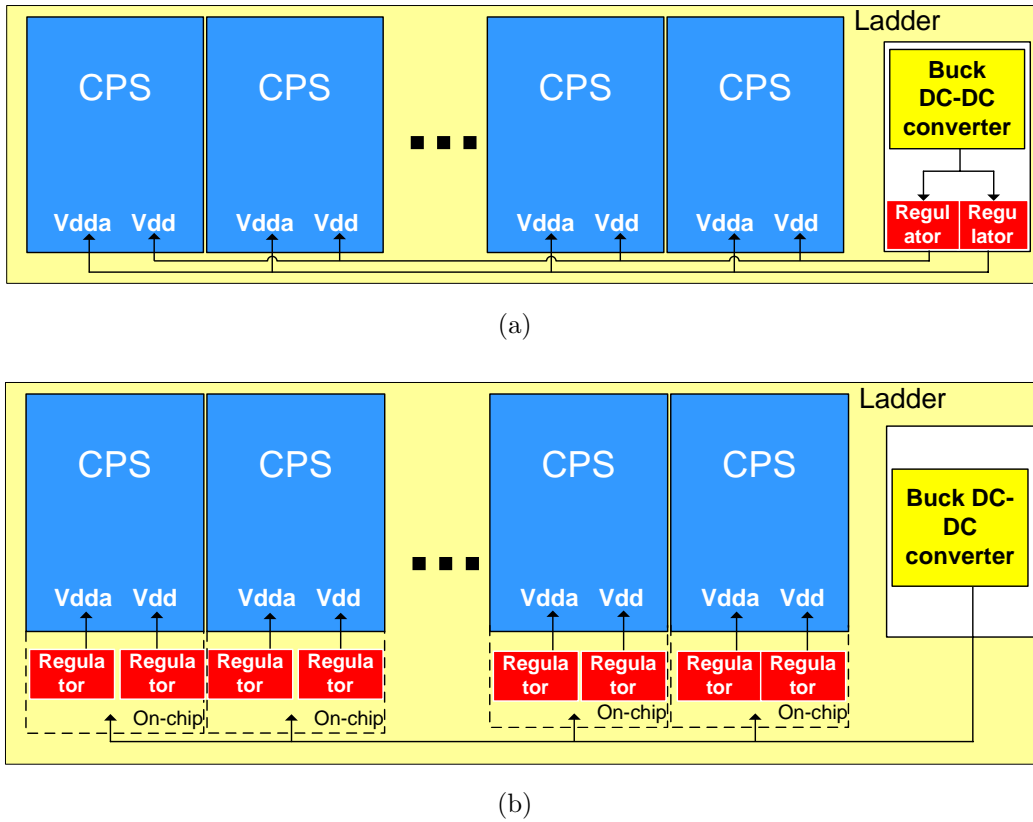 Ladder
CPS CPS CPS CPS
Buck
DC-DC
converter
Vdda Vdd Vdda Vdd Vdda Vdd Vdda Vdd
Regul Regu
ator lator
(a)
Ladder
CPS CPS CPS CPS
Buck DC-
DC
converter
Vdda Vdd Vdda Vdd Vdda Vdd Vdda Vdd
Regula Regula Regula Regula Regula Regula Regula Regula
tor tor tor tor tor tor tor tor
On-chip On-chip On-chip On-chip
(b)